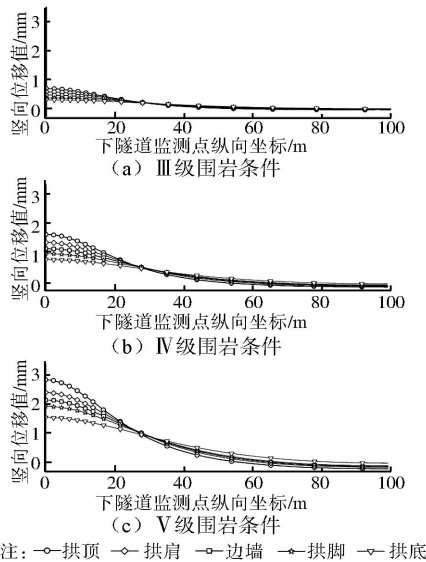 竖向位移值/mm
3
2
1
0
0 20 40 60 80 100
下隧道监测点纵向坐标/m
(a) Ⅲ级围岩条件
竖向位移值/mm
3
2
1
0
0 20 40 60 80 100
下隧道监测点纵向坐标/m
(b) Ⅳ级围岩条件
竖向位移值/mm
3
2
1
0
0 20 40 60 80 100
下隧道监测点纵向坐标/m
(c) Ⅴ级围岩条件
注: 拱顶 拱肩 边墙 拱脚 拱底